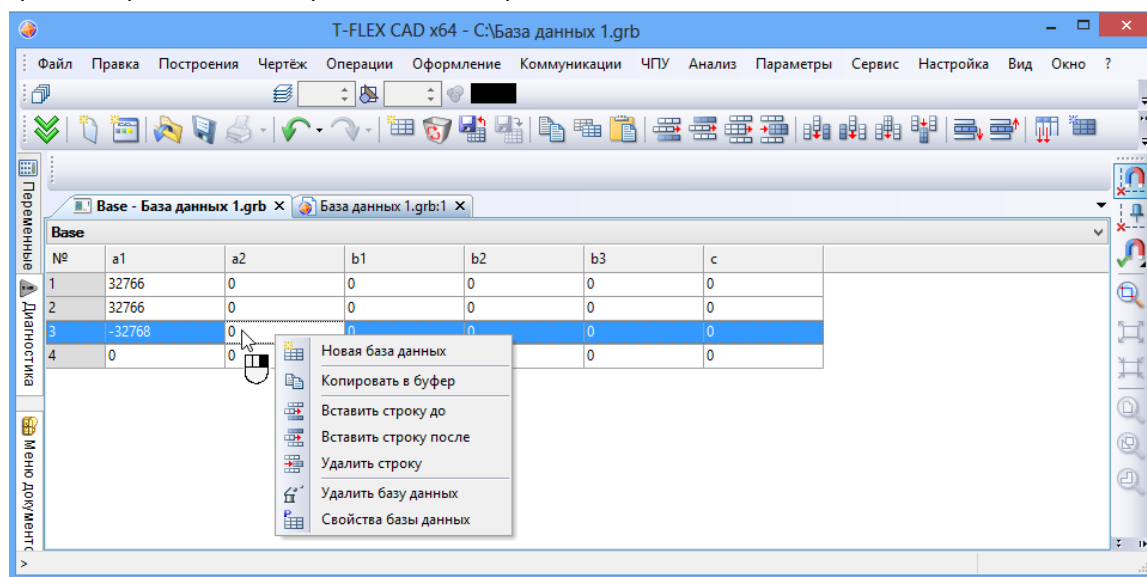 T-FLEX CAD x64 - C:\База данных 1.grb
Файл Правка Построения Чертёж Операции Оформление Коммуникации ЧПУ Анализ Параметры Сервис Настройка Вид Окно ?
Переменные
Диагностика
Меню документо
Base - База данных 1.grb База данных 1.grb:1
Base
№ a1 a2 b1 b2 b3 c
1 32766 0 0 0 0 0
2 32766 0 0 0 0 0
3 -32768 0 0 0 0 0
4 0 0 0 0
Новая база данных
Копировать в буфер
Вставить строку до
Вставить строку после
Удалить строку
Удалить базу данных
Свойства базы данных
>